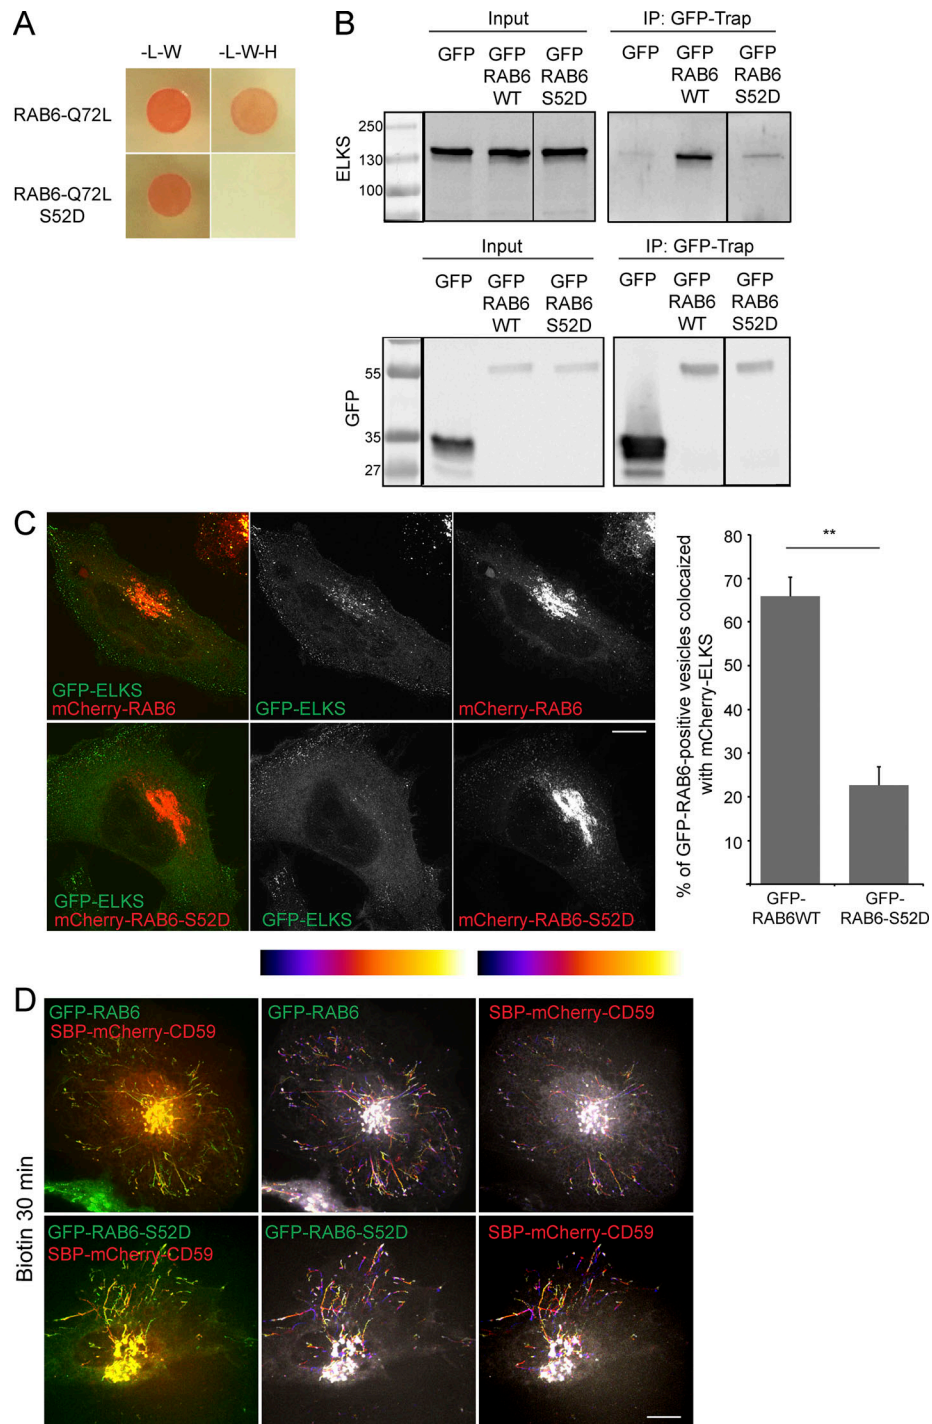 A
-L-W
-L-W-H
RAB6-Q72L
RAB6-Q72L
S52D
B
Input
IP: GFP-Trap
GFP GFP GFP
RAB6 RAB6
WT S52D
GFP GFP GFP
RAB6 RAB6
WT S52D
ELKS
250
130
100
Input
IP: GFP-Trap
GFP GFP GFP
RAB6 RAB6
WT S52D
GFP GFP GFP
RAB6 RAB6
WT S52D
GFP
55
35
27
C
GFP-ELKS
mCherry-RAB6
GFP-ELKS
mCherry-RAB6
GFP-ELKS
mCherry-RAB6-S52D
GFP-ELKS
mCherry-RAB6-S52D
% of GFP-RAB6-positive vesicles colocaized
with mCherry-ELKS
80
70
60
50
40
30
20
10
**
GFP-
RAB6WT
GFP-
RAB6-S52D
D
Biotin 30 min
GFP-RAB6
SBP-mCherry-CD59
GFP-RAB6
SBP-mCherry-CD59
GFP-RAB6-S52D
SBP-mCherry-CD59
GFP-RAB6-S52D
SBP-mCherry-CD59